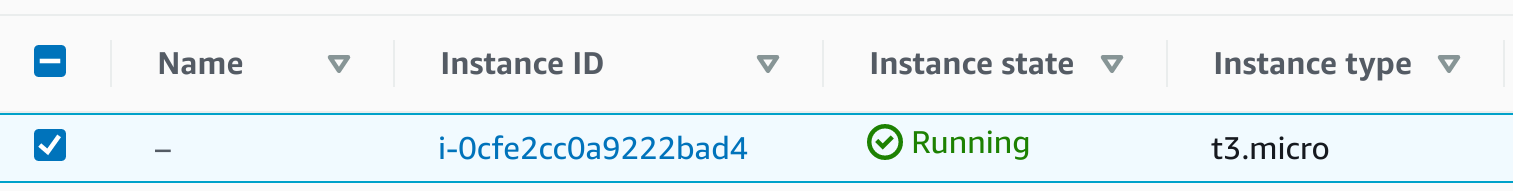 Name Instance ID Instance state Instance type
– i-0cfe2cc0a9222bad4 Running t3.micro